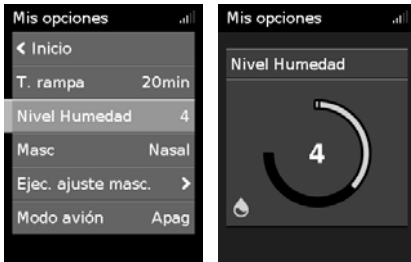 Mis opciones
< Inicio
T. rampa 20min
Nivel Humedad 4
Masc Nasal
Ejec. ajuste masc. >
Modo avión Apag
Mis opciones
Nivel Humedad
4